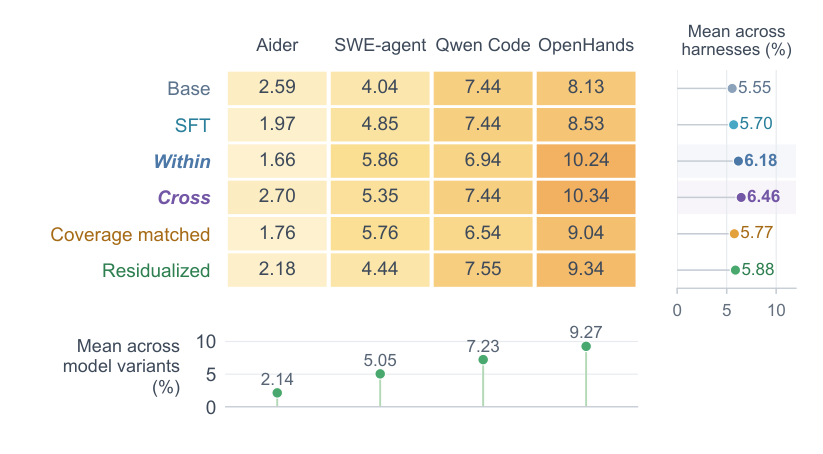 Mean across
harnesses (%)
Aider SWE-agent Qwen Code OpenHands
Base 2.59 4.04 7.44 8.13 5.55
SFT 1.97 4.85 7.44 8.53 5.70
Within 1.66 5.86 6.94 10.24 6.18
Cross 2.70 5.35 7.44 10.34 6.46
Coverage matched 1.76 5.76 6.54 9.04 5.77
Residualized 2.18 4.44 7.55 9.34 5.88
0 5 10
Mean across
model variants
(%)
10
5
0
2.14 5.05 7.23 9.27